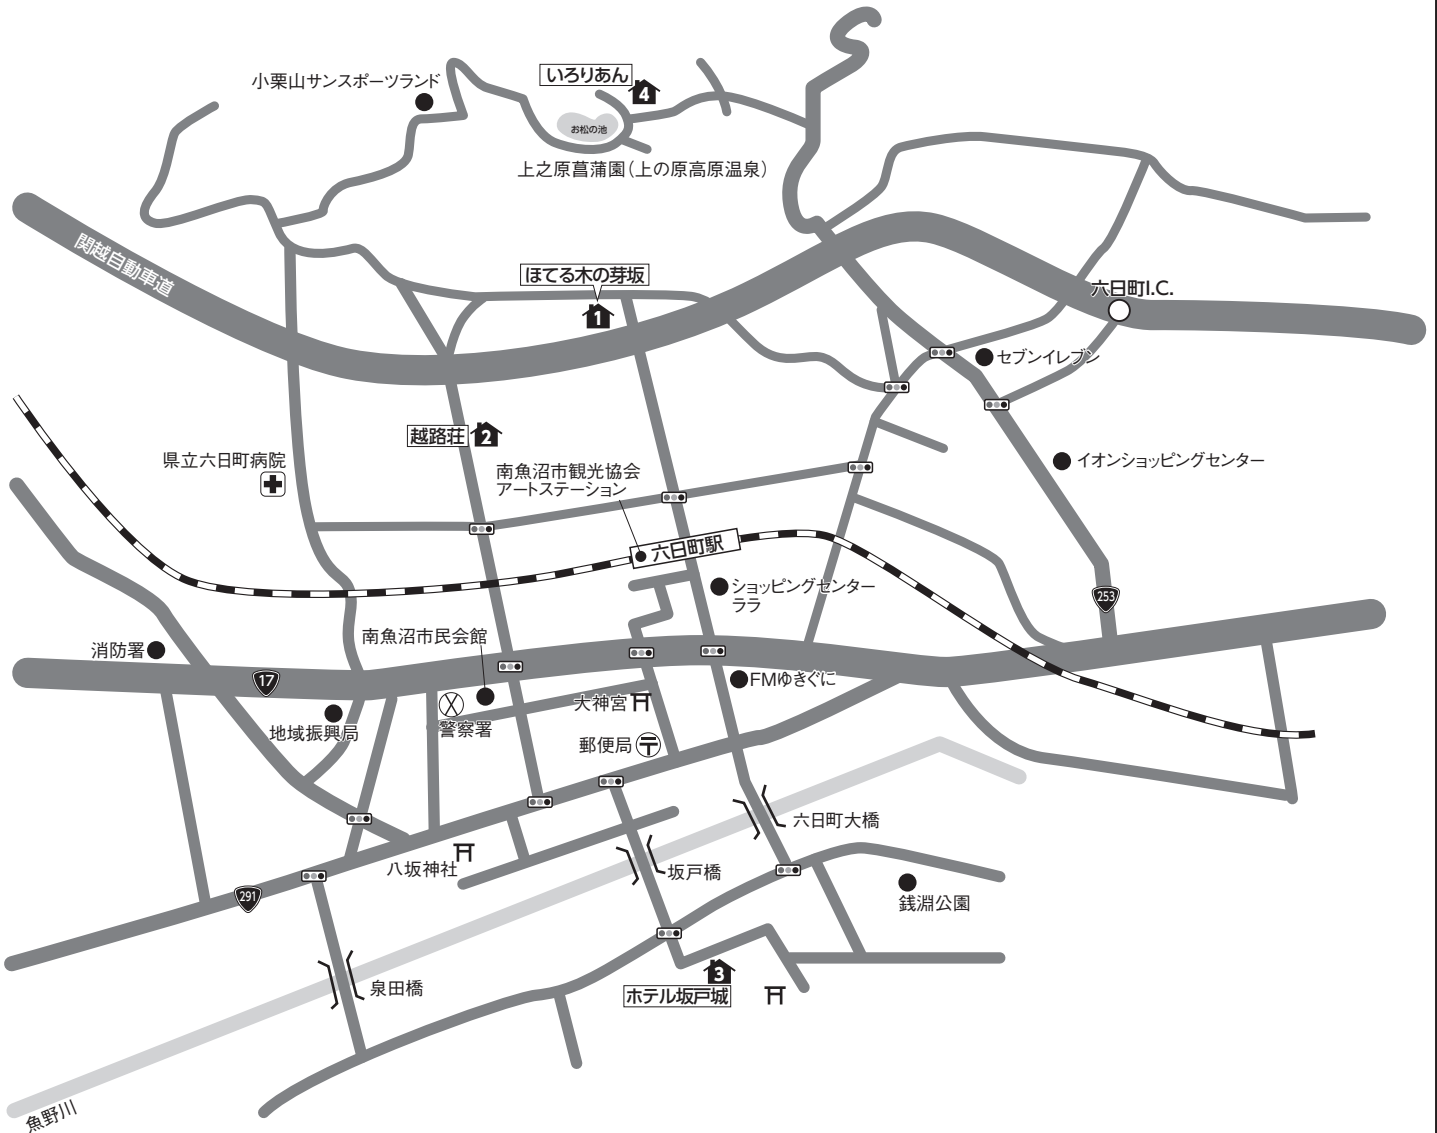 小栗山サンスポーツランド
いろりあん
4
お松の池
上之原菖蒲園(上の原高原温泉)
関越自動車道
ほてる木の芽坂
1
六日町I.C.
セブンイレブン
越路荘
2
県立六日町病院
南魚沼市観光協会
アートステーション
イオンショッピングセンター
六日町駅
ショッピングセンター
ララ
253
消防署
南魚沼市民会館
17
地域振興局
警察署
大神宮
FMゆきぐに
郵便局
六日町大橋
八坂神社
坂戸橋
291
銭淵公園
泉田橋
3
ホテル坂戸城
魚野川